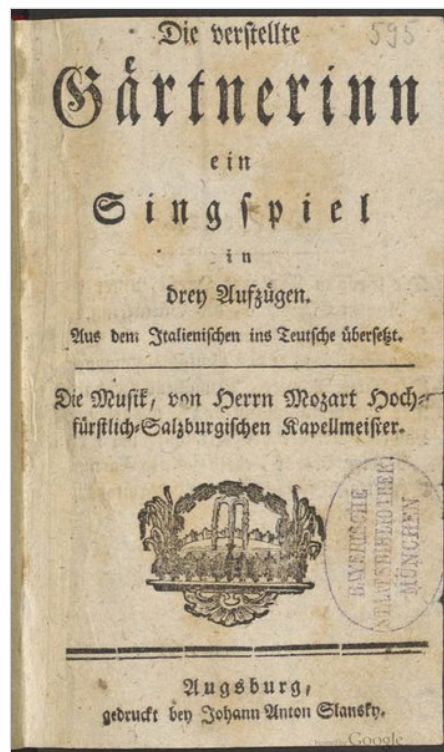 Die verstellte
595
Gärtnerinn
ein
Singspiel
in
drey Aufzügen.
Aus dem Italienischen ins Teutsche übersetzt.
Die Musik, von Herrn Mozart Hoch=
fürstlich=Salzburgischen Kapellmeister.
BAYERISCHE
STAATSBIBLIOTHEK
MÜNCHEN
Augsburg,
gedruckt bey Johann Anton Slansky.
Google